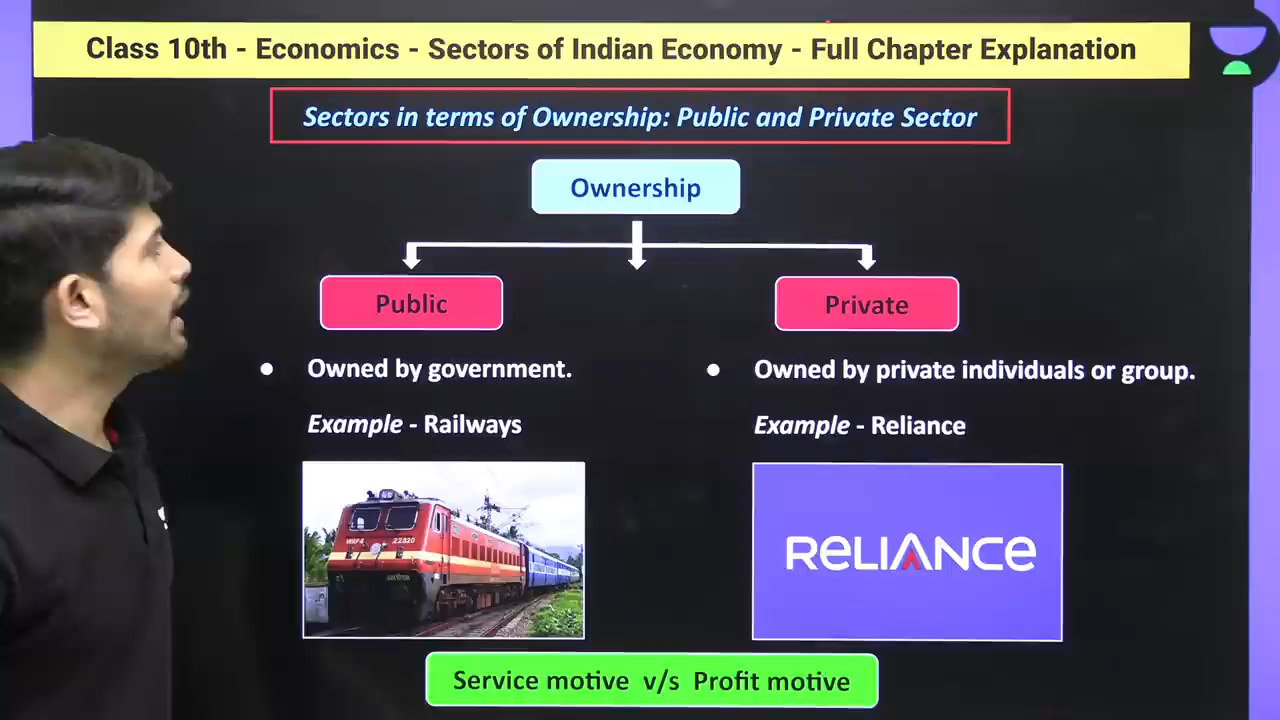 Class 10th - Economics - Sectors of Indian Economy - Full Chapter Explanation
Sectors in terms of Ownership: Public and Private Sector
Ownership
Public
Private
● Owned by government.
Example - Railways
● Owned by private individuals or group.
Example - Reliance
WAP4 22820
RELIANCE
Service motive v/s Profit motive